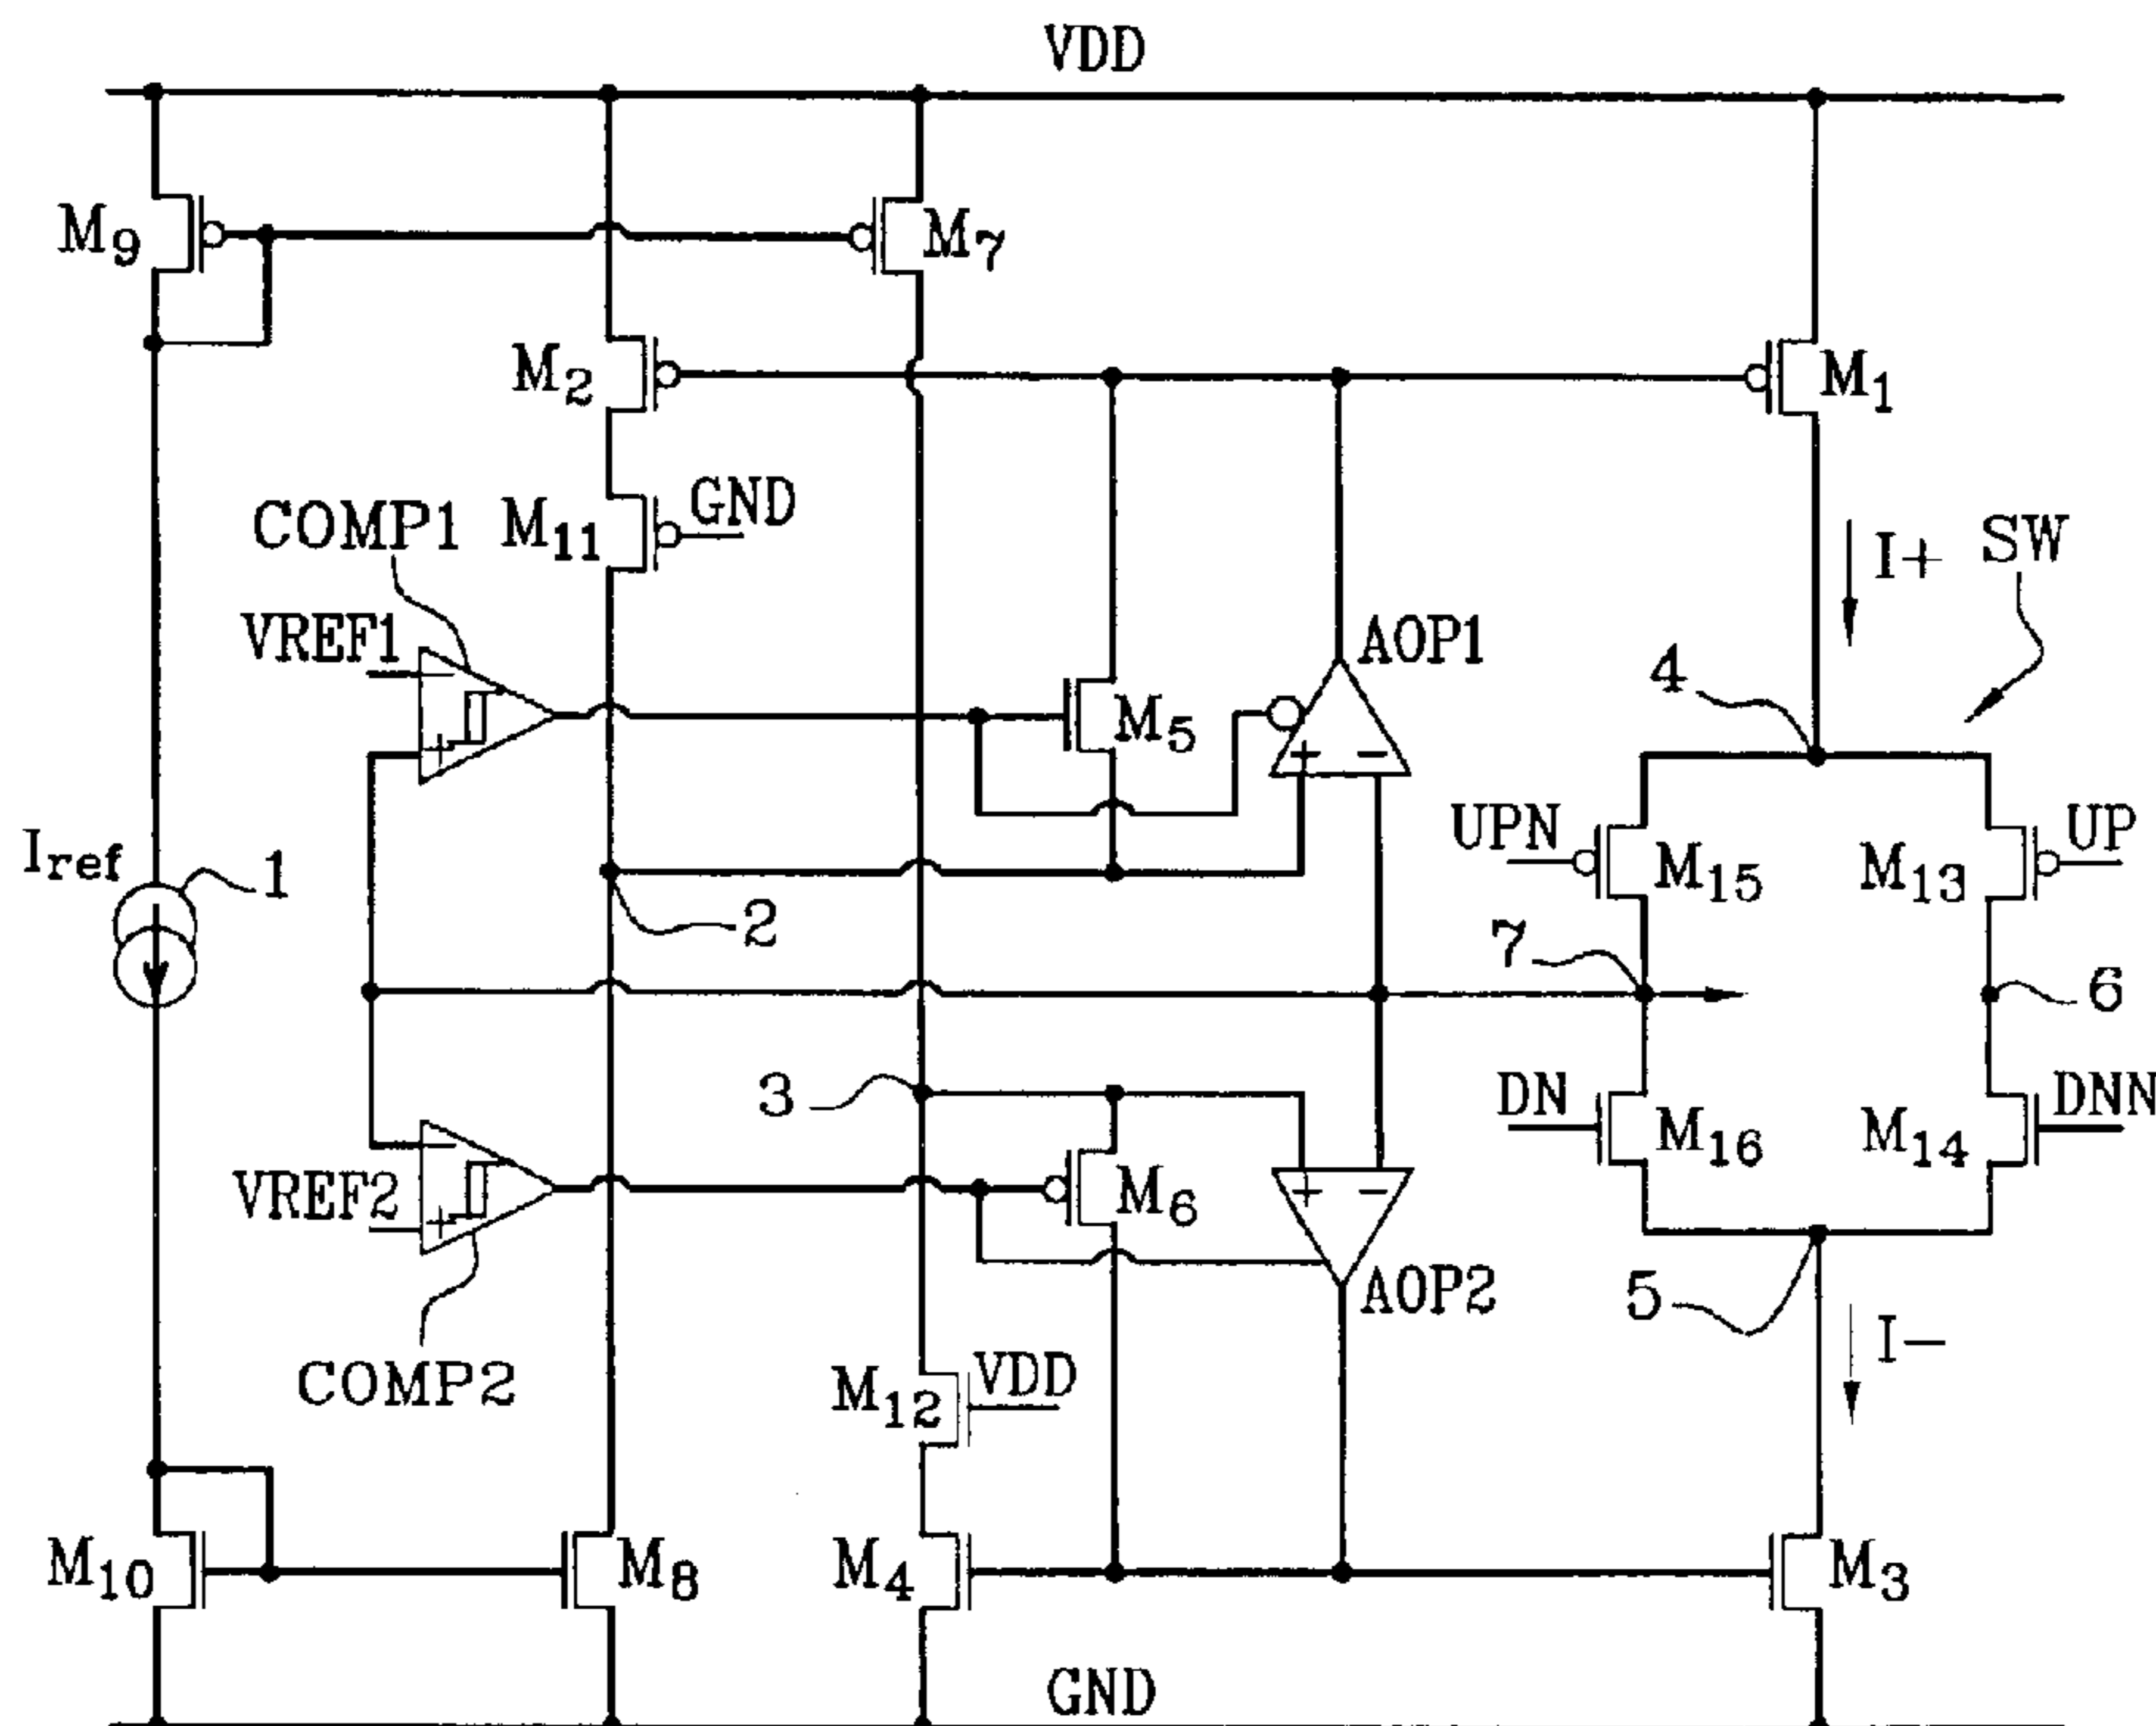 VDD
M9
M7
M2
M1
COMP1
M11
GND
I+
SW
VREF1
AOP1
4
M5
+
−
UPN
UP
Iref
1
M15
M13
2
7
6
3
DN
DNN
M16
M14
VREF2
M6
+
−
AOP2
5
I−
COMP2
M12
VDD
M10
M8
M4
M3
GND